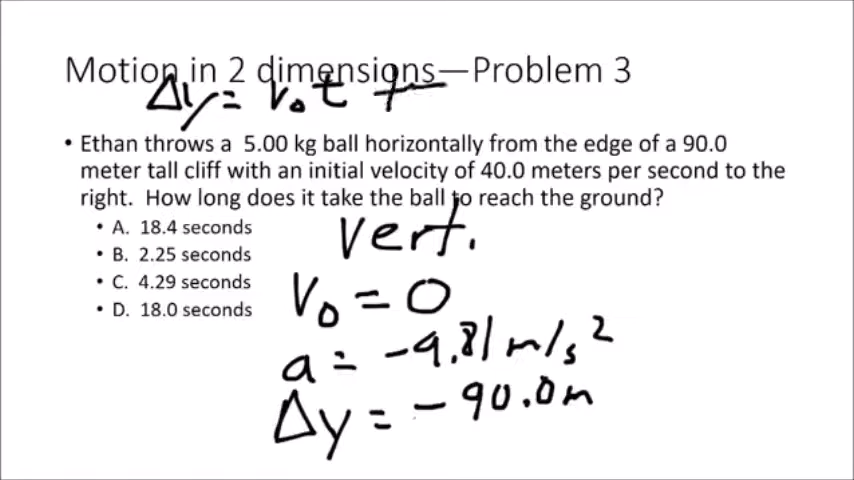 Motion in 2 dimensions—Problem 3
Δy = v₀t +
• Ethan throws a 5.00 kg ball horizontally from the edge of a 90.0
meter tall cliff with an initial velocity of 40.0 meters per second to the
right. How long does it take the ball to reach the ground?
• A. 18.4 seconds
• B. 2.25 seconds
• C. 4.29 seconds
• D. 18.0 seconds
Vert.
V₀ = 0
a = -9.81 m/s²
Δy = -90.0m